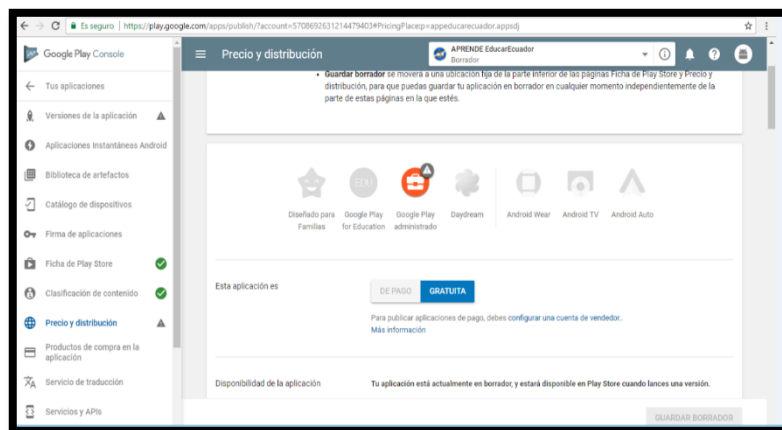 Es seguro | https://play.google.com/apps/publish/?account=5708692631214479403#PricingPlace:p=appeducarecuador.appsdj
Google Play Console
Precio y distribución
APRENDE EducarEcuador
Borrador
Tus aplicaciones
Versiones de la aplicación
Aplicaciones Instantáneas Android
Biblioteca de artefactos
Catálogo de dispositivos
Firma de aplicaciones
Ficha de Play Store
Clasificación de contenido
Precio y distribución
Productos de compra en la
aplicación
Servicio de traducción
Servicios y APIs
• Guardar borrador se moverá a una ubicación fija de la parte inferior de las páginas Ficha de Play Store y Precio y
distribución, para que puedas guardar tu aplicación en borrador en cualquier momento independientemente de la
parte de estas páginas en la que estés.
EDU
Diseñado para
Familias
Google Play
for Education
Google Play
administrado
Daydream
Android Wear
Android TV
Android Auto
Esta aplicación es
DE PAGO
GRATUITA
Para publicar aplicaciones de pago, debes configurar una cuenta de vendedor..
Más información
Disponibilidad de la aplicación
Tu aplicación está actualmente en borrador, y estará disponible en Play Store cuando lances una versión.
GUARDAR BORRADOR